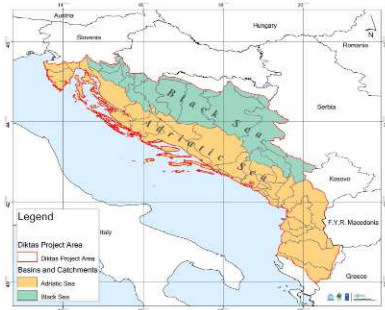 Austria
Hungary
Slovenia
Romania
N
Black Sea
Serbia
Adriatic Sea
Kosovo
Legend
F.Y.R. Macedonia
Diktas Project Area
Italy
Diktas Project Area
Basins and Catchments
Adriatic Sea
Greece
Black Sea